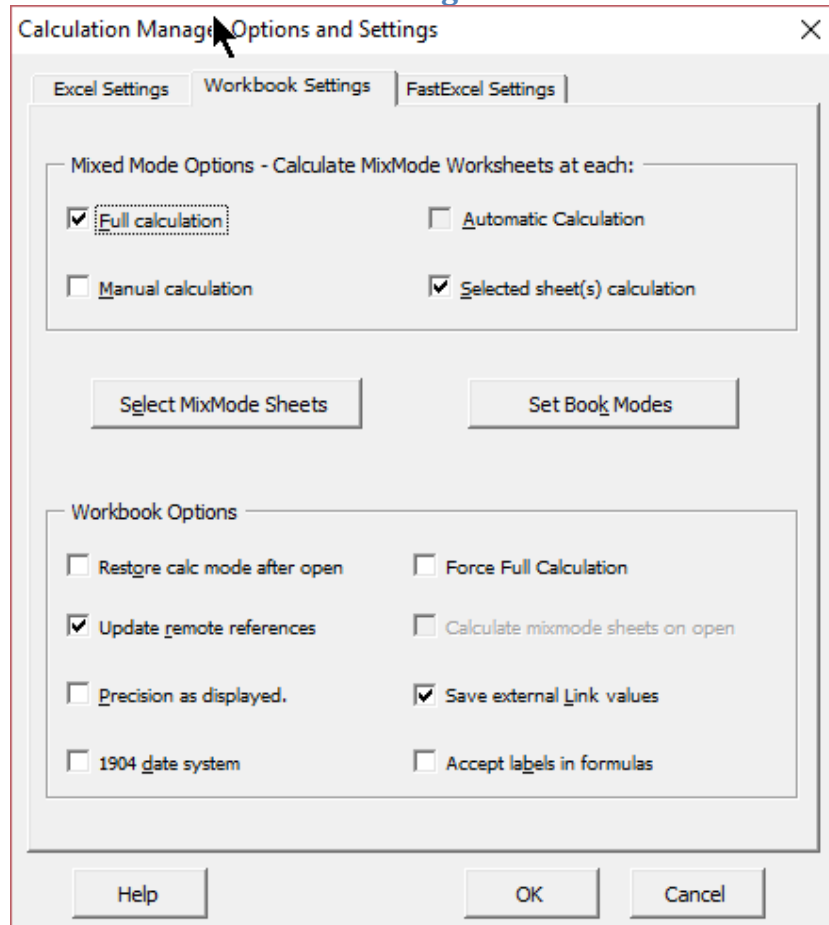 Calculation Manager Options and Settings
Excel Settings Workbook Settings FastExcel Settings
Mixed Mode Options - Calculate MixMode Worksheets at each:
Full calculation Automatic Calculation
Manual calculation Selected sheet(s) calculation
Select MixMode Sheets Set Book Modes
Workbook Options
Restore calc mode after open Force Full Calculation
Update remote references Calculate mixmode sheets on open
Precision as displayed. Save external Link values
1904 date system Accept labels in formulas
Help OK Cancel